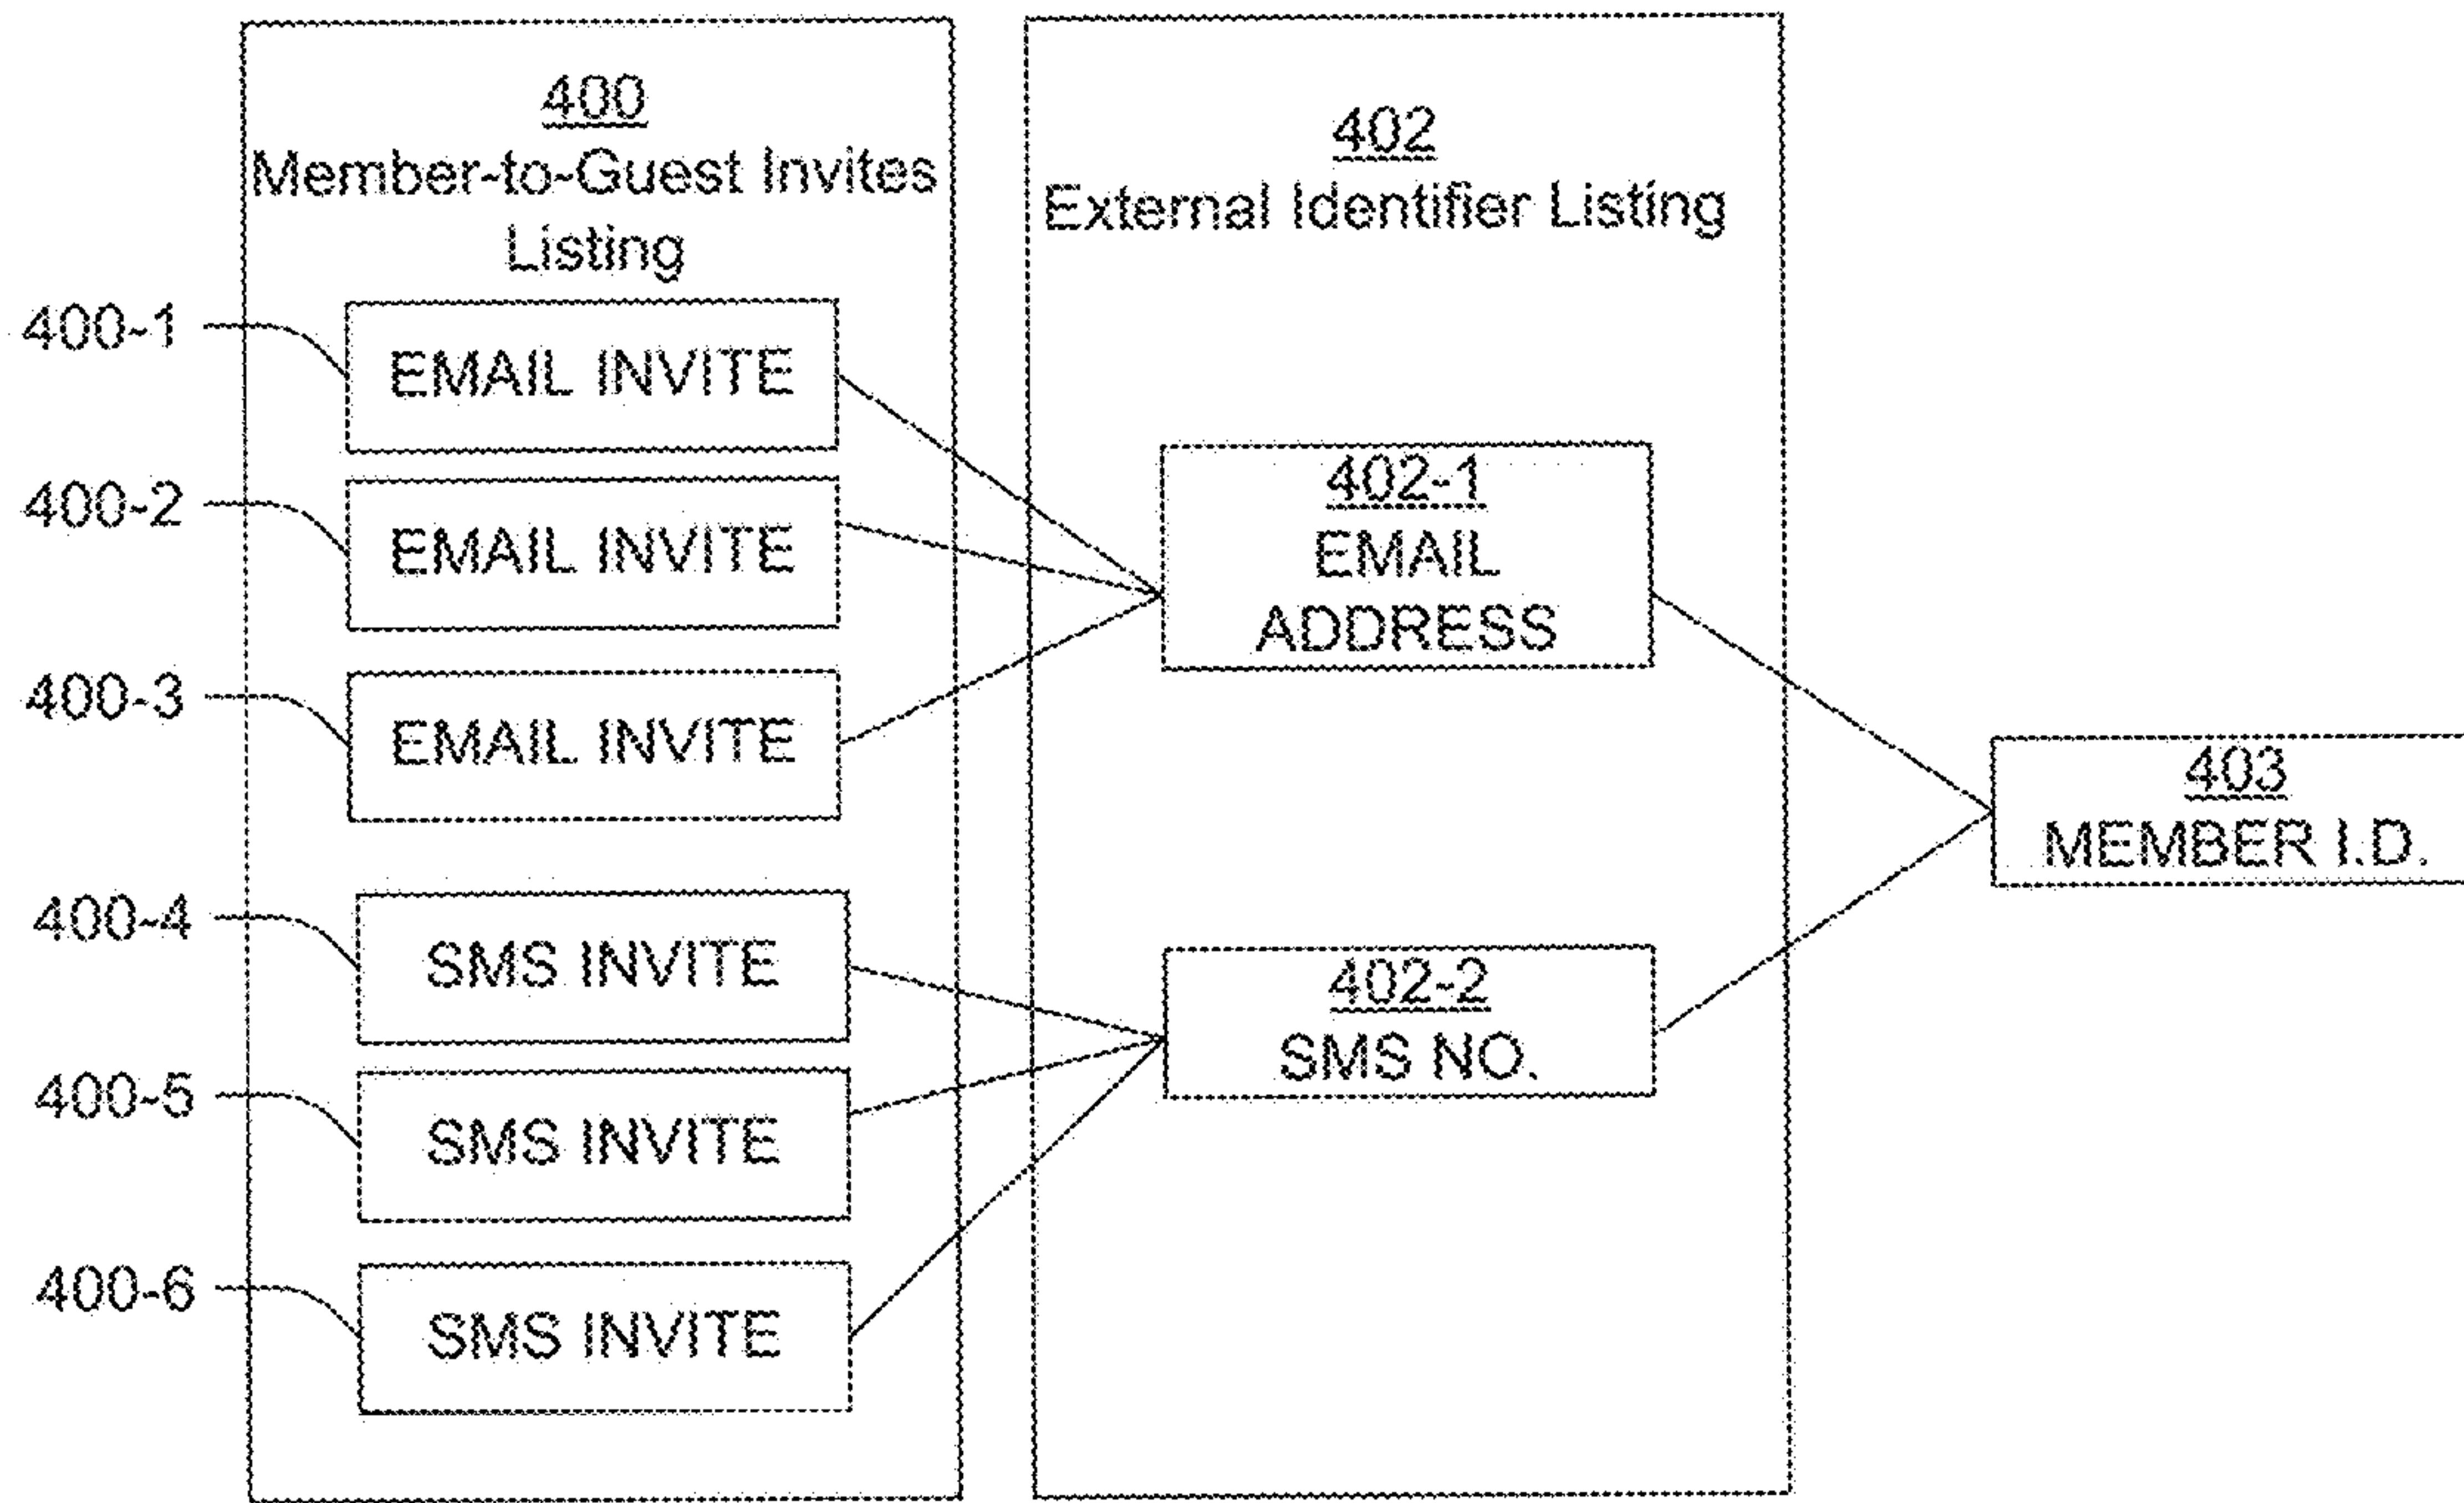 400
Member-to-Guest Invites
Listing
400-1
EMAIL INVITE
400-2
EMAIL INVITE
400-3
EMAIL INVITE
400-4
SMS INVITE
400-5
SMS INVITE
400-6
SMS INVITE
402
External Identifier Listing
402-1
EMAIL
ADDRESS
402-2
SMS NO.
403
MEMBER I.D.